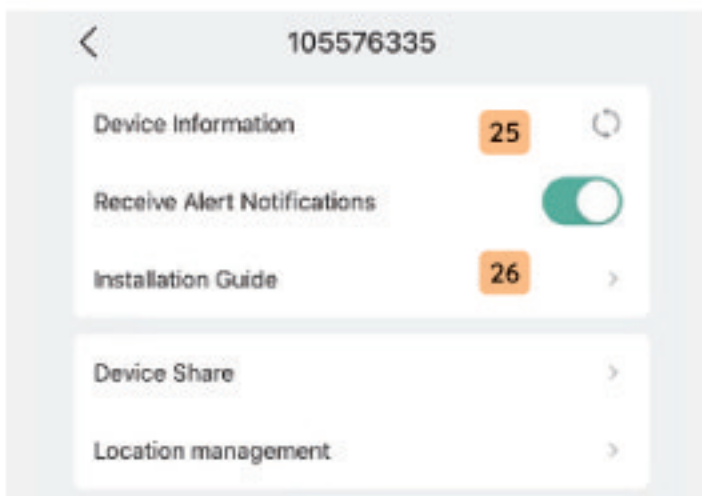 105576335
Device Information 25
Receive Alert Notifications
Installation Guide 26
Device Share
Location management